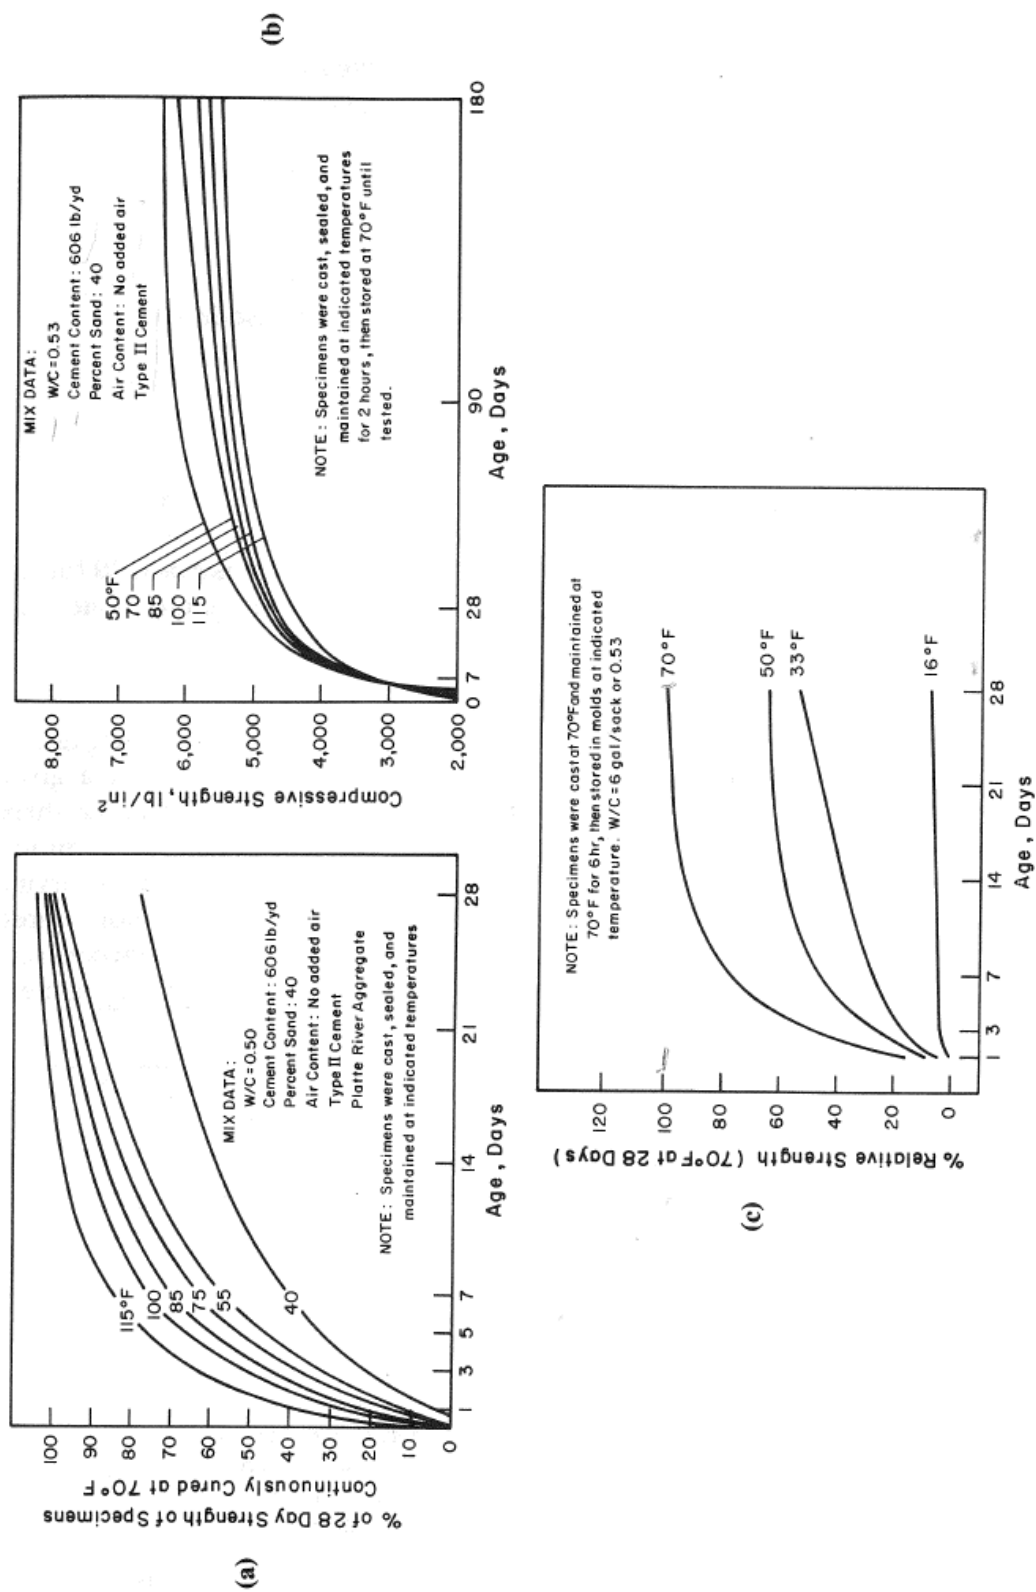 (a)
% of 28 Day Strength of Specimens
Continuously Cured at 70°F
100
90
80
70
60
50
40
30
20
10
0
115°F
100
85
75
55
40
MIX DATA:
W/C=0.50
Cement Content: 606 lb/yd
Percent Sand: 40
Air Content: No added air
Type II Cement
Platte River Aggregate
NOTE: Specimens were cast, sealed, and
maintained at indicated temperatures
1 3 5 7 14 21 28
Age, Days
(b)
Compressive Strength, lb/in²
8,000
7,000
6,000
5,000
4,000
3,000
2,000
MIX DATA:
W/C=0.53
Cement Content: 606 lb/yd
Percent Sand: 40
Air Content: No added air
Type II Cement
50°F
70
85
100
115
NOTE: Specimens were cast, sealed, and
maintained at indicated temperatures
for 2 hours, then stored at 70°F until
tested.
0 7 28 90 180
Age, Days
(c)
% Relative Strength (70°F at 28 Days)
120
100
80
60
40
20
0
NOTE: Specimens were cast at 70°F and maintained at
70°F for 6hr, then stored in molds at indicated
temperature. W/C=6 gal/sack or 0.53
70°F
50°F
33°F
16°F
1 3 7 14 21 28
Age, Days